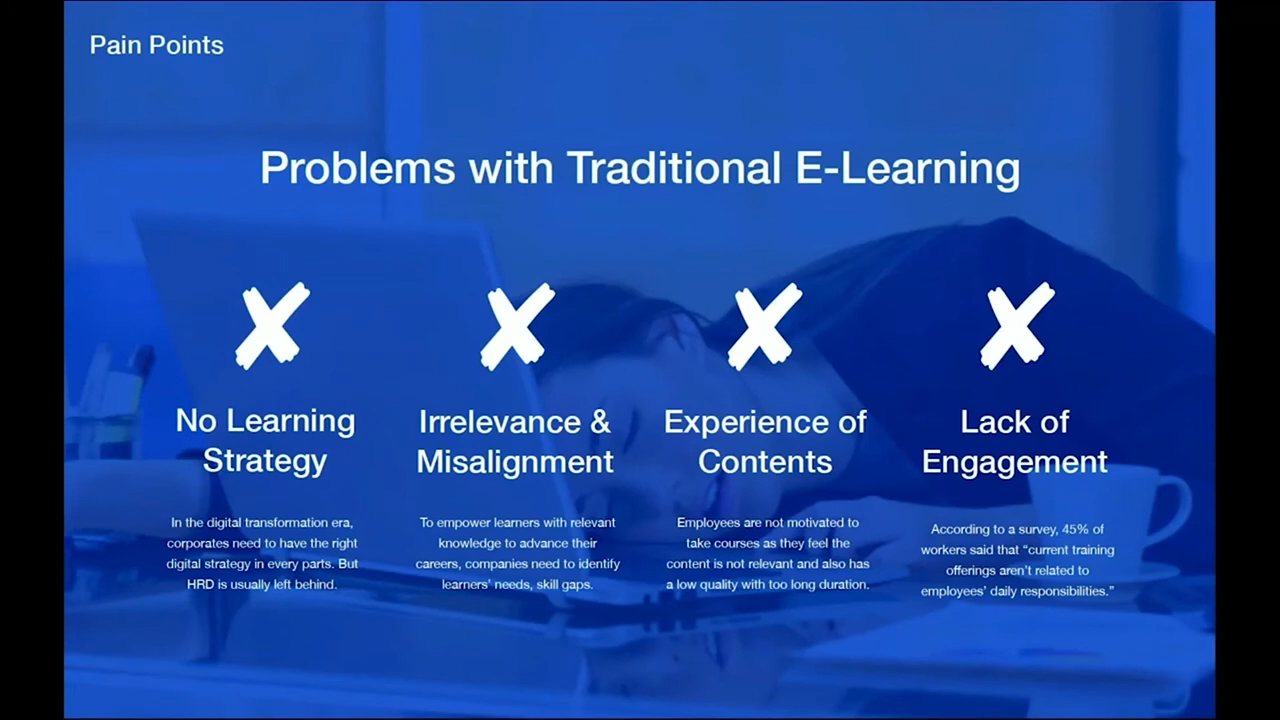 Pain Points
Problems with Traditional E-Learning
No Learning
Strategy
In the digital transformation era,
corporates need to have the right
digital strategy in every parts. But
HRD is usually left behind.
Irrelevance &
Misalignment
To empower learners with relevant
knowledge to advance their
careers, companies need to identify
learners' needs, skill gaps.
Experience of
Contents
Employees are not motivated to
take courses as they feel the
content is not relevant and also has
a low quality with too long duration.
Lack of
Engagement
According to a survey, 45% of
workers said that “current training
offerings aren't related to
employees' daily responsibilities.”